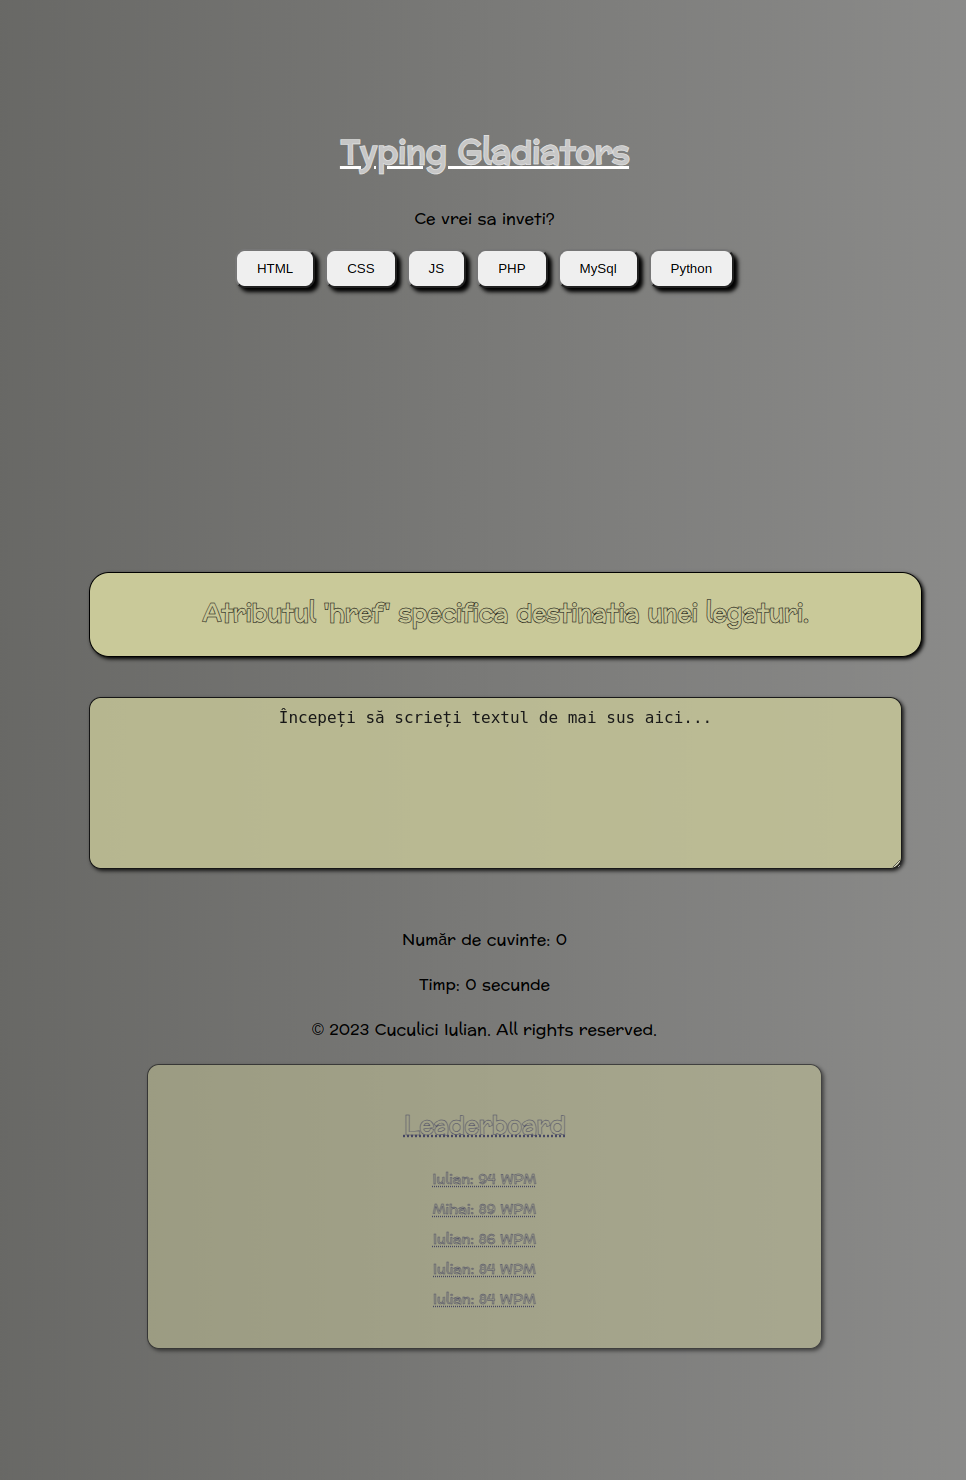 Typing Gladiators
Ce vrei sa inveti?
HTML CSS JS PHP MySql Python
Atributul 'href' specifica destinatia unei legaturi.
Începeți să scrieți textul de mai sus aici...
Număr de cuvinte: 0
Timp: 0 secunde
© 2023 Cuculici Iulian. All rights reserved.
Leaderboard
Iulian: 94 WPM
Mihai: 89 WPM
Iulian: 86 WPM
Iulian: 84 WPM
Iulian: 84 WPM